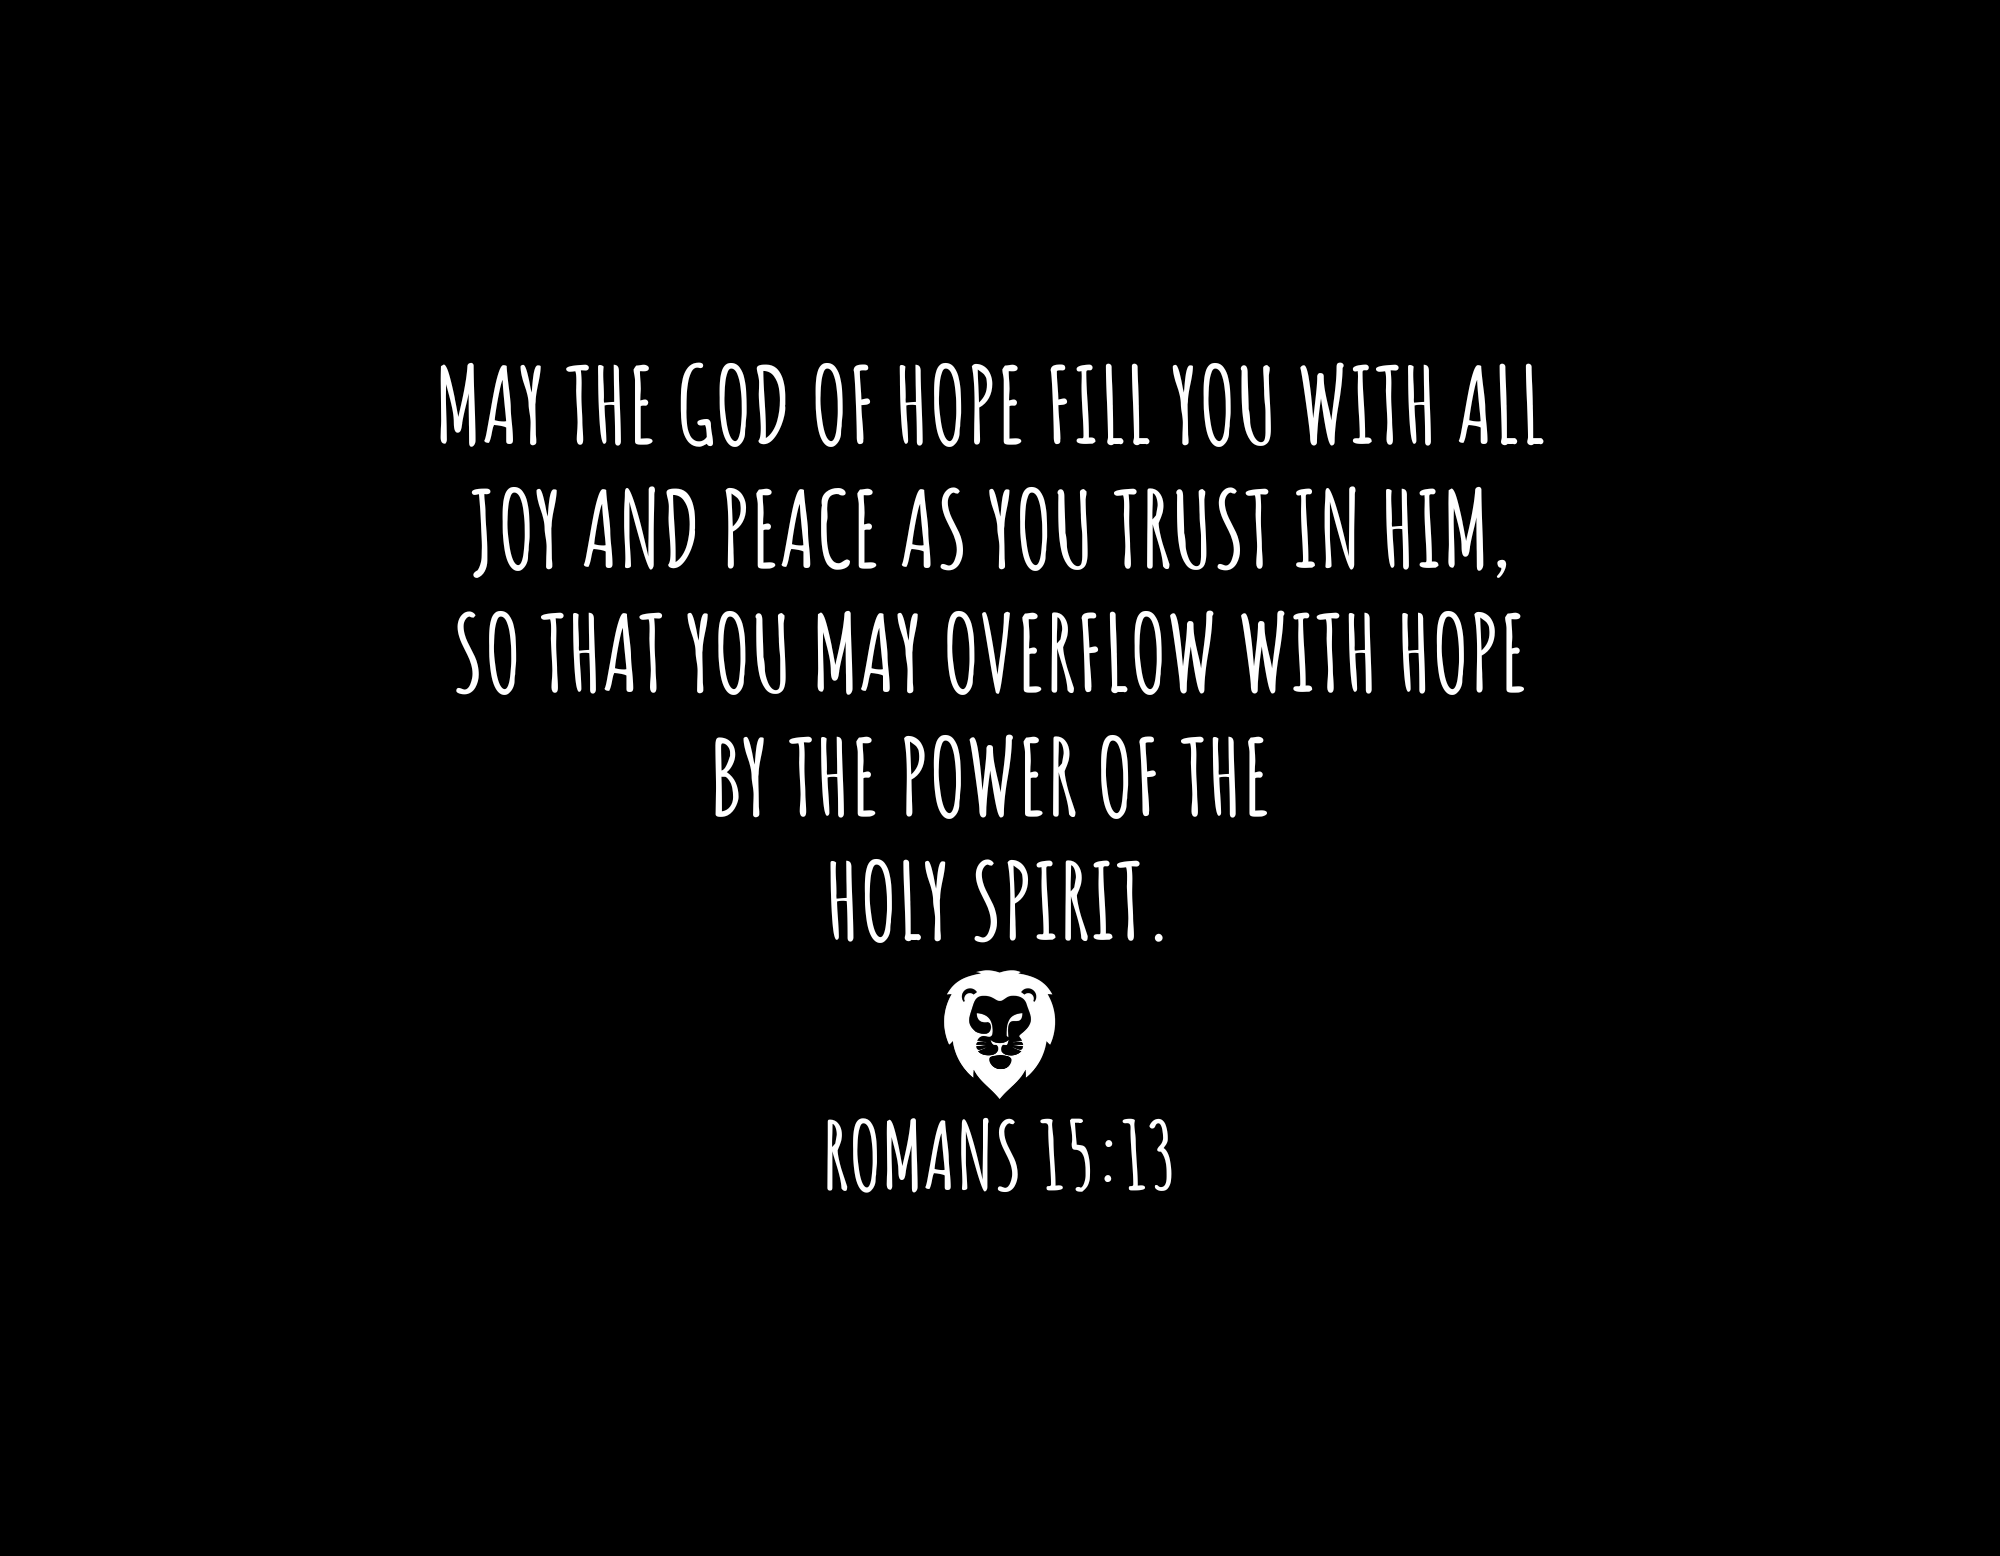 MAY THE GOD OF HOPE FILL YOU WITH ALL
JOY AND PEACE AS YOU TRUST IN HIM,
SO THAT YOU MAY OVERFLOW WITH HOPE
BY THE POWER OF THE
HOLY SPIRIT.
ROMANS 15:13